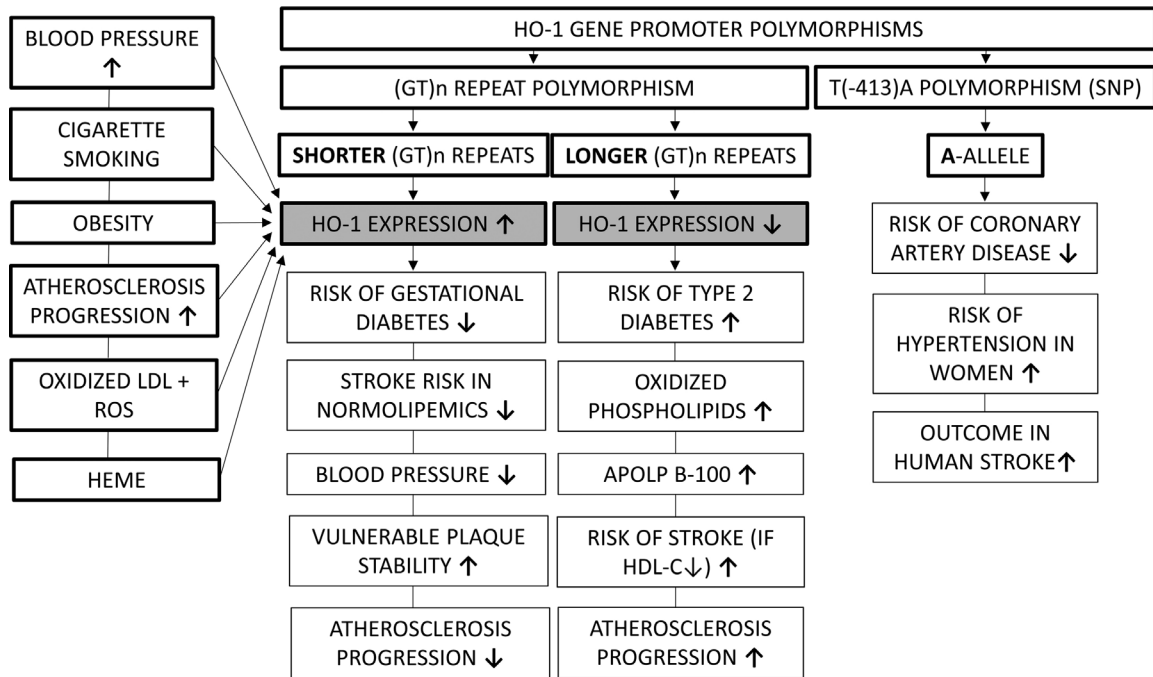 BLOOD PRESSURE
↑
CIGARETTE
SMOKING
OBESITY
ATHEROSCLEROSIS
PROGRESSION ↑
OXIDIZED LDL +
ROS
HEME
HO-1 GENE PROMOTER POLYMORPHISMS
(GT)n REPEAT POLYMORPHISM
SHORTER (GT)n REPEATS
HO-1 EXPRESSION ↑
RISK OF GESTATIONAL
DIABETES ↓
STROKE RISK IN
NORMOLIPEMICS ↓
BLOOD PRESSURE ↓
VULNERABLE PLAQUE
STABILITY ↑
ATHEROSCLEROSIS
PROGRESSION ↓
LONGER (GT)n REPEATS
HO-1 EXPRESSION ↓
RISK OF TYPE 2
DIABETES ↑
OXIDIZED
PHOSPHOLIPIDS ↑
APOLP B-100 ↑
RISK OF STROKE (IF
HDL-C↓) ↑
ATHEROSCLEROSIS
PROGRESSION ↑
T(-413)A POLYMORPHISM (SNP)
A-ALLELE
RISK OF CORONARY
ARTERY DISEASE ↓
RISK OF
HYPERTENSION IN
WOMEN ↑
OUTCOME IN
HUMAN STROKE↑